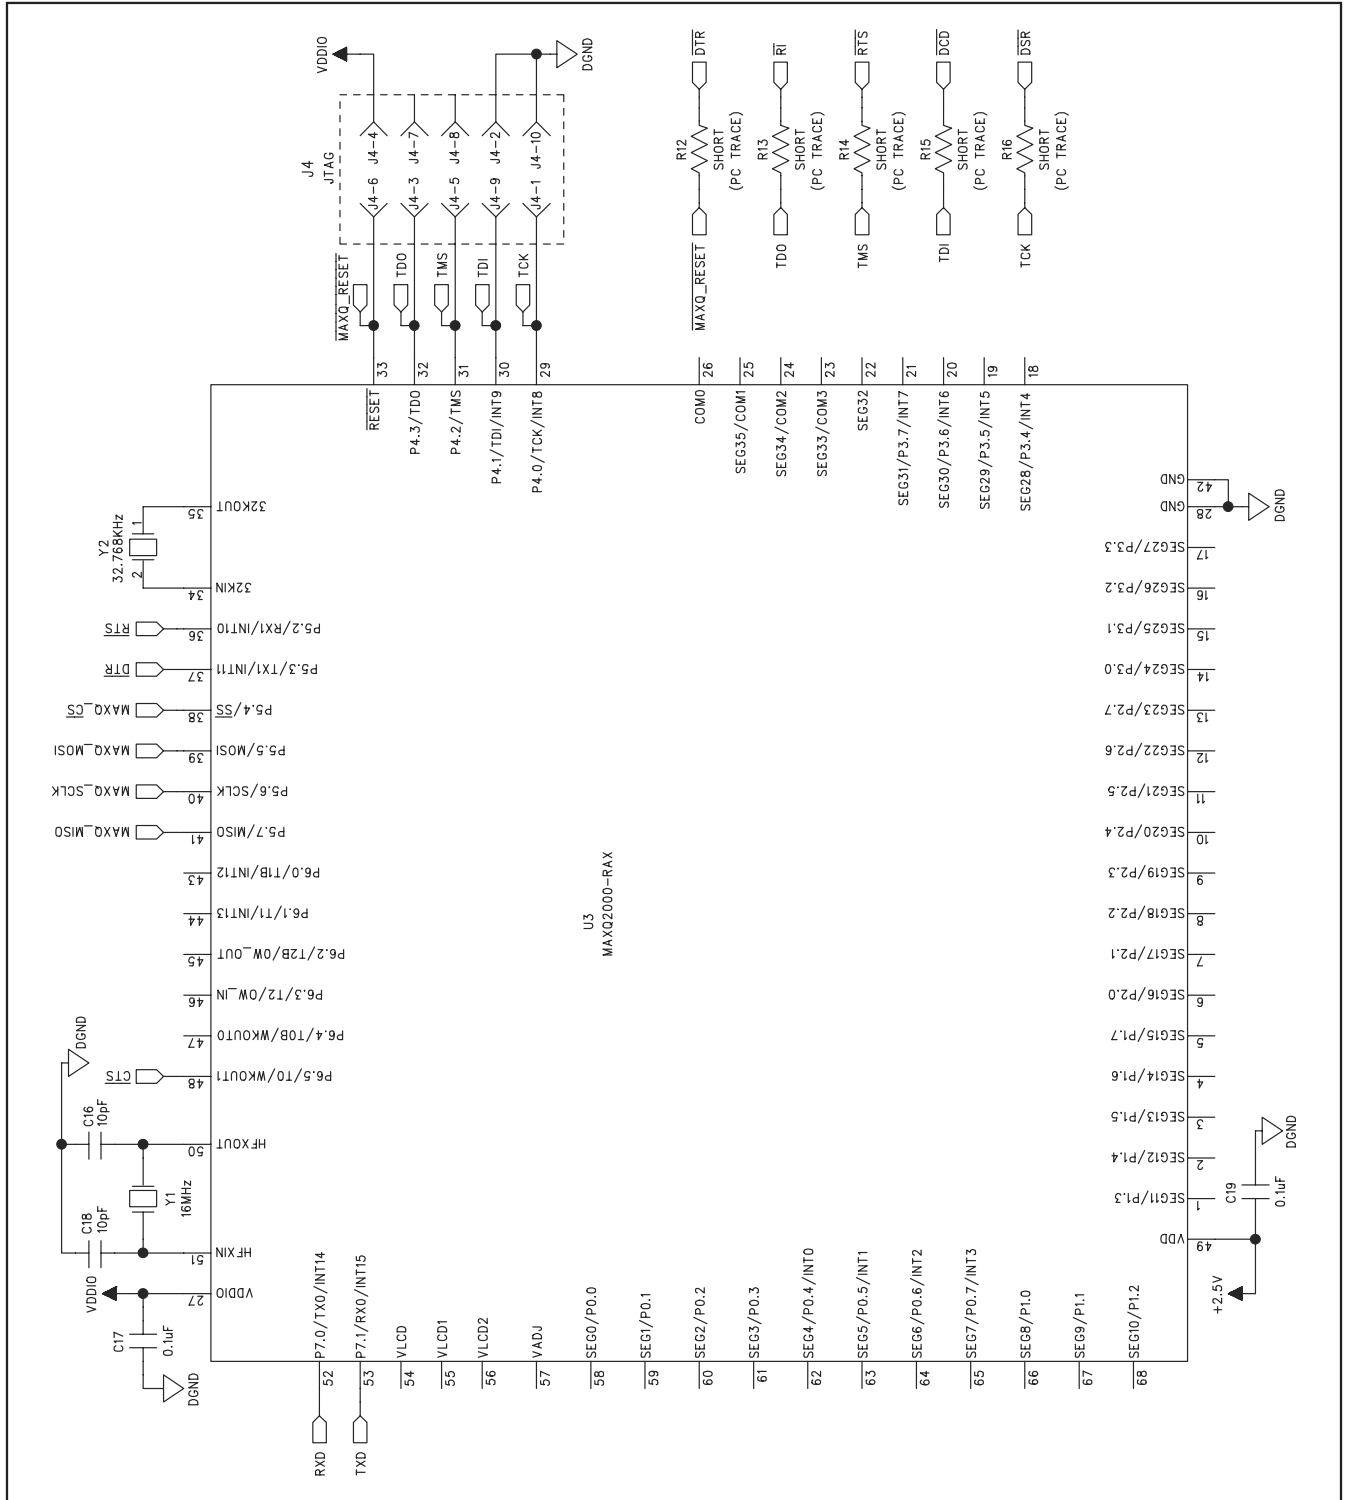 VDDIO
DGND
J4
JTAG
J4-6 J4-4
J4-3 J4-7
J4-5 J4-8
J4-9 J4-2
J4-1 J4-10
MAXQ_RESET
TDO
TMS
TDI
TCK
33
32
31
30
29
RESET
P4.3/TDO
P4.2/TMS
P4.1/TDI/INT9
P4.0/TCK/INT8
DTR
R12
SHORT
(PC TRACE)
MAXQ_RESET
RI
R13
SHORT
(PC TRACE)
TDO
RTS
R14
SHORT
(PC TRACE)
TMS
DCD
R15
SHORT
(PC TRACE)
TDI
DSR
R16
SHORT
(PC TRACE)
TCK
26
25
24
23
22
21
20
19
18
COM0
SEG35/COM1
SEG34/COM2
SEG33/COM3
SEG32
SEG31/P3.7/INT7
SEG30/P3.6/INT6
SEG29/P3.5/INT5
SEG28/P3.4/INT4
Y2
32.768KHz
1
2
35 32KOUT
34 32KIN
RTS 36 P5.2/RX1/INT10
DTR 37 P5.3/TX1/INT11
MAXQ_CS 38 P5.4/SS
MAXQ_MOSI 39 P5.5/MOSI
MAXQ_SCLK 40 P5.6/SCLK
MAXQ_MISO 41 P5.7/MISO
43 P6.0/T1B/INT12
44 P6.1/T1/INT13
45 P6.2/T2B/OW_OUT
46 P6.3/T2/OW_IN
47 P6.4/T0B/WKOUT0
CTS 48 P6.5/T0/WKOUT1
50 HFXOUT
51 HFXIN
27 VDDIO
DGND
C16
10pF
Y1
16MHz
C18
10pF
VDDIO
C17
0.1uF
DGND
U3
MAXQ2000-RAX
GND 42
GND 28
DGND
SEG27/P3.3 17
SEG26/P3.2 16
SEG25/P3.1 15
SEG24/P3.0 14
SEG23/P2.7 13
SEG22/P2.6 12
SEG21/P2.5 11
SEG20/P2.4 10
SEG19/P2.3 9
SEG18/P2.2 8
SEG17/P2.1 7
SEG16/P2.0 6
SEG15/P1.7 5
SEG14/P1.6 4
SEG13/P1.5 3
SEG12/P1.4 2
SEG11/P1.3 1
VDD 49
DGND
C19
0.1uF
+2.5V
P7.0/TX0/INT14
P7.1/RX0/INT15
VLCD
VLCD1
VLCD2
VADJ
SEG0/P0.0
SEG1/P0.1
SEG2/P0.2
SEG3/P0.3
SEG4/P0.4/INT0
SEG5/P0.5/INT1
SEG6/P0.6/INT2
SEG7/P0.7/INT3
SEG8/P1.0
SEG9/P1.1
SEG10/P1.2
52
53
54
55
56
57
58
59
60
61
62
63
64
65
66
67
68
RXD
TXD